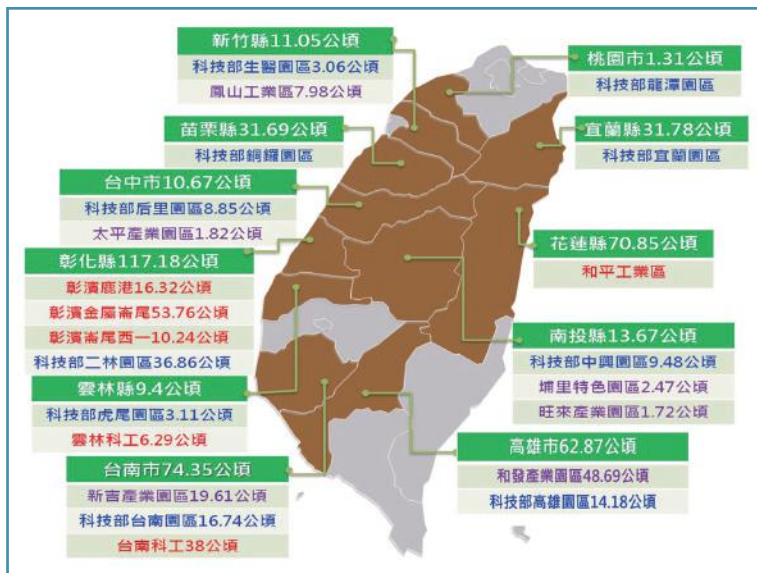 新竹縣11.05公頃
科技部生醫園區3.06公頃
鳳山工業區7.98公頃
桃園市1.31公頃
科技部龍潭園區
苗栗縣31.69公頃
科技部銅鑼園區
宜蘭縣31.78公頃
科技部宜蘭園區
台中市10.67公頃
科技部后里園區8.85公頃
太平產業園區1.82公頃
花蓮縣70.85公頃
和平工業區
彰化縣117.18公頃
彰濱鹿港16.32公頃
彰濱金屬崙尾53.76公頃
彰濱崙尾西一10.24公頃
科技部二林園區36.86公頃
南投縣13.67公頃
科技部中興園區9.48公頃
埔里特色園區2.47公頃
旺來產業園區1.72公頃
雲林縣9.4公頃
科技部虎尾園區3.11公頃
雲林科工6.29公頃
高雄市62.87公頃
和發產業園區48.69公頃
科技部高雄園區14.18公頃
台南市74.35公頃
新吉產業園區19.61公頃
科技部台南園區16.74公頃
台南科工38公頃